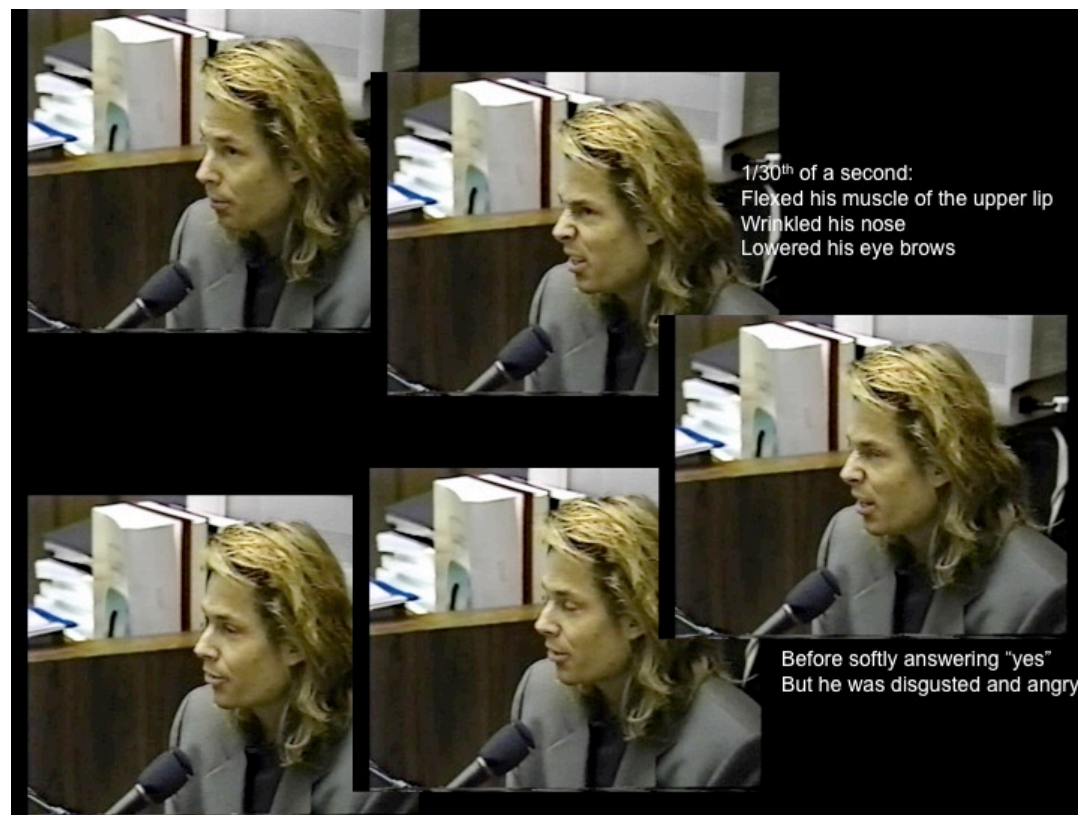 1/30th of a second:
Flexed his muscle of the upper lip
Wrinkled his nose
Lowered his eye brows
Before softly answering “yes”
But he was disgusted and angry